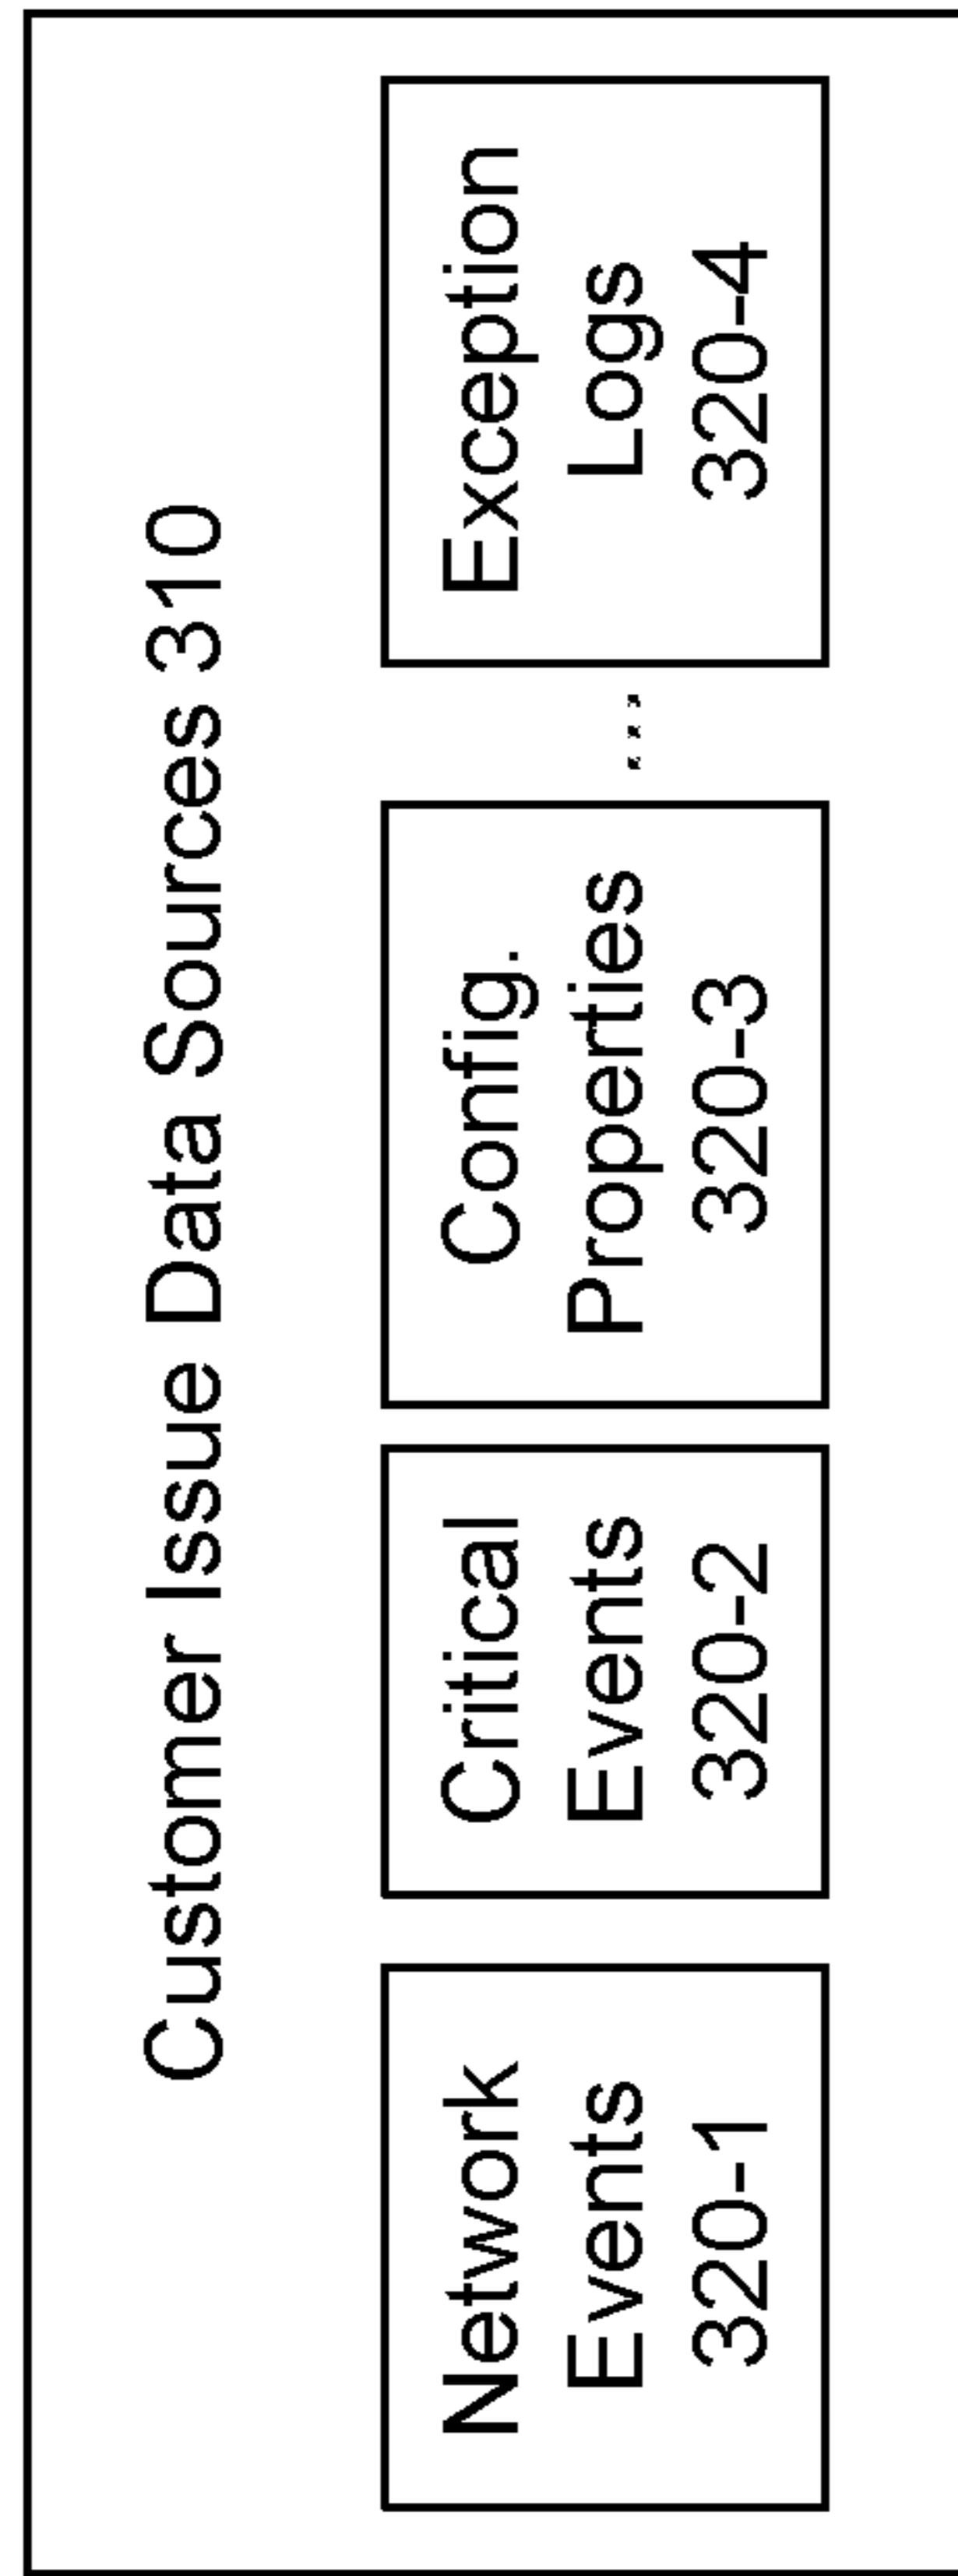 Customer Issue Data Sources 310
Network
Events
320-1
Critical
Events
320-2
Config.
Properties
320-3
...
Exception
Logs
320-4